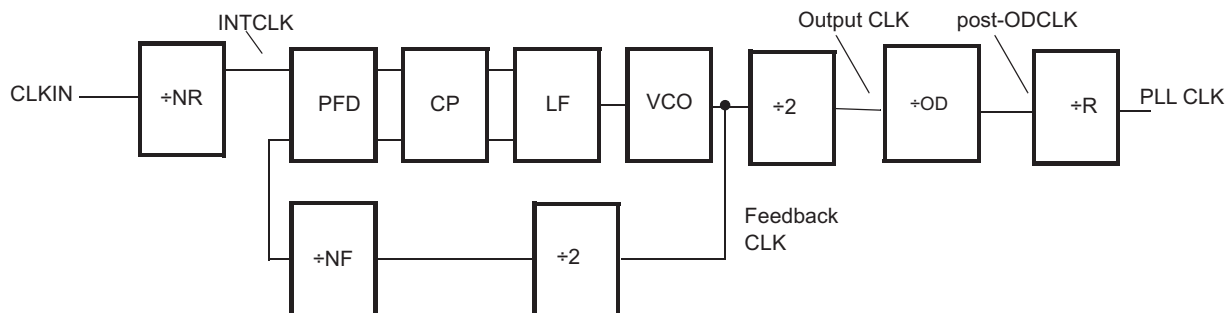 INTCLK
Output CLK
post-ODCLK
CLKIN
÷NR
PFD
CP
LF
VCO
÷2
÷OD
÷R
PLL CLK
÷NF
÷2
Feedback
CLK